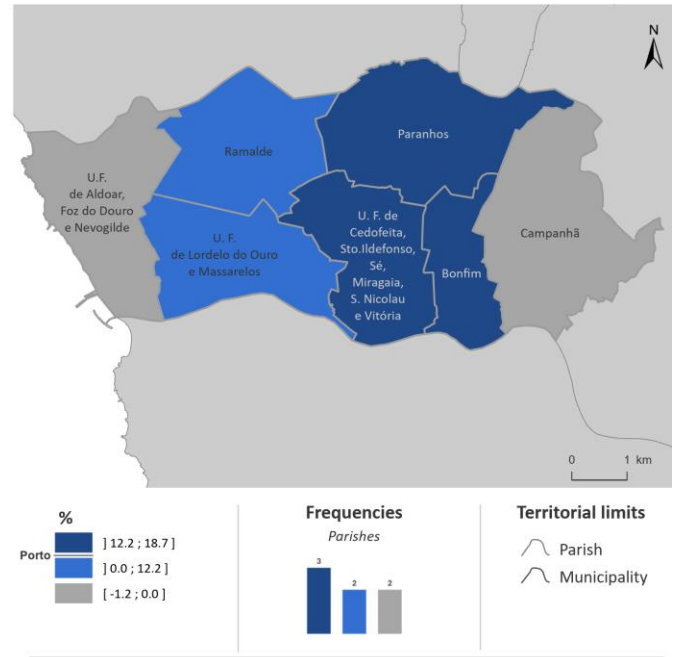 N
Paranhos
Ramalde
U.F.
de Aldoar,
Foz do Douro
e Nevogilde
U. F.
de Lordelo do Ouro
e Massarelos
U. F. de
Cedofeita,
Sto.Ildefonso,
Sé,
Miragaia,
S. Nicolau
e Vitória
Bonfim
Campanhã
0 1 km
%
] 12.2 ; 18.7 ]
Porto
] 0.0 ; 12.2 ]
[ -1.2 ; 0.0 ]
Frequencies
Parishes
3
2
2
Territorial limits
Parish
Municipality